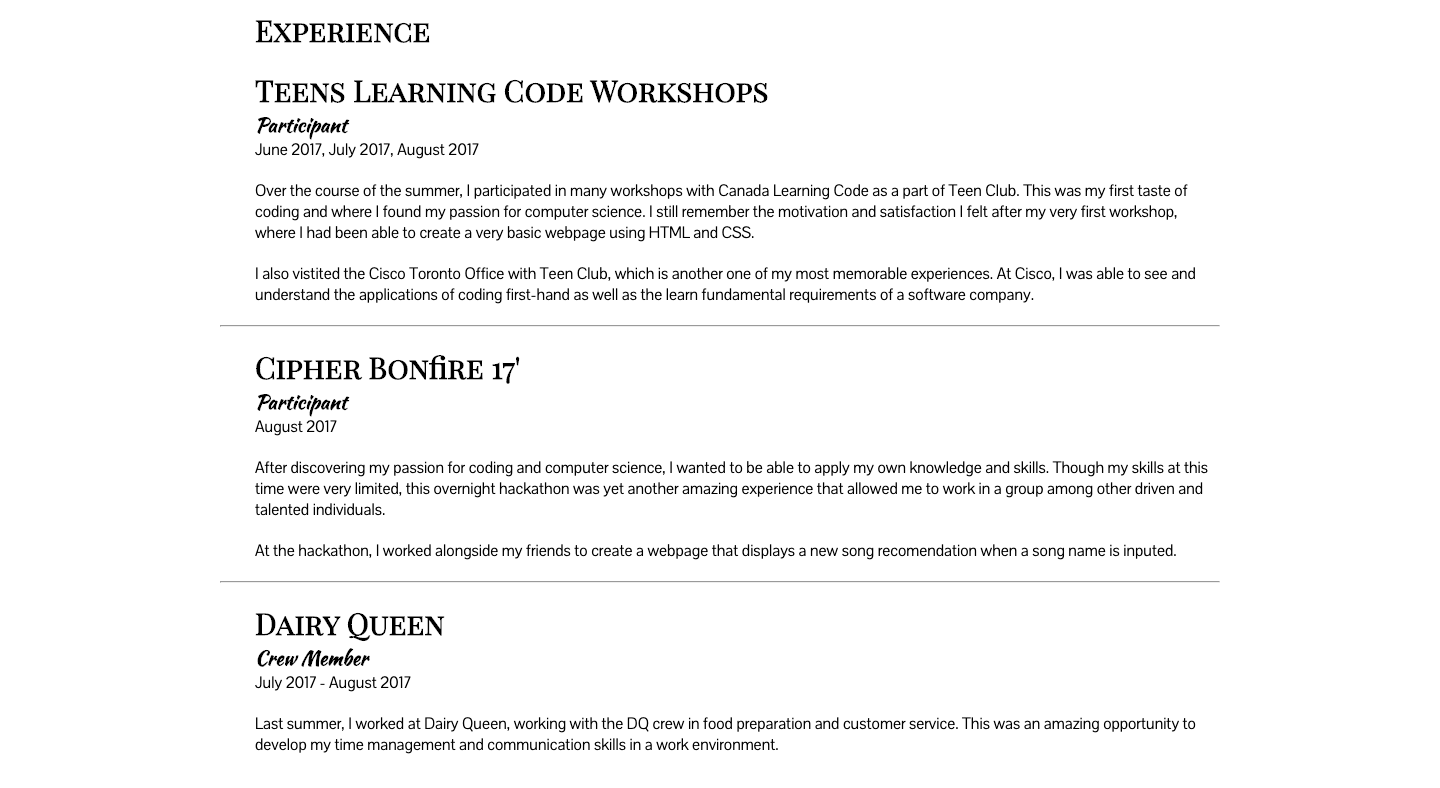 Experience
Teens Learning Code Workshops
Participant
June 2017, July 2017, August 2017
Over the course of the summer, I participated in many workshops with Canada Learning Code as a part of Teen Club. This was my first taste of
coding and where I found my passion for computer science. I still remember the motivation and satisfaction I felt after my very first workshop,
where I had been able to create a very basic webpage using HTML and CSS.
I also vistited the Cisco Toronto Office with Teen Club, which is another one of my most memorable experiences. At Cisco, I was able to see and
understand the applications of coding first-hand as well as the learn fundamental requirements of a software company.
Cipher Bonfire 17'
Participant
August 2017
After discovering my passion for coding and computer science, I wanted to be able to apply my own knowledge and skills. Though my skills at this
time were very limited, this overnight hackathon was yet another amazing experience that allowed me to work in a group among other driven and
talented individuals.
At the hackathon, I worked alongside my friends to create a webpage that displays a new song recomendation when a song name is inputed.
Dairy Queen
Crew Member
July 2017 - August 2017
Last summer, I worked at Dairy Queen, working with the DQ crew in food preparation and customer service. This was an amazing opportunity to
develop my time management and communication skills in a work environment.